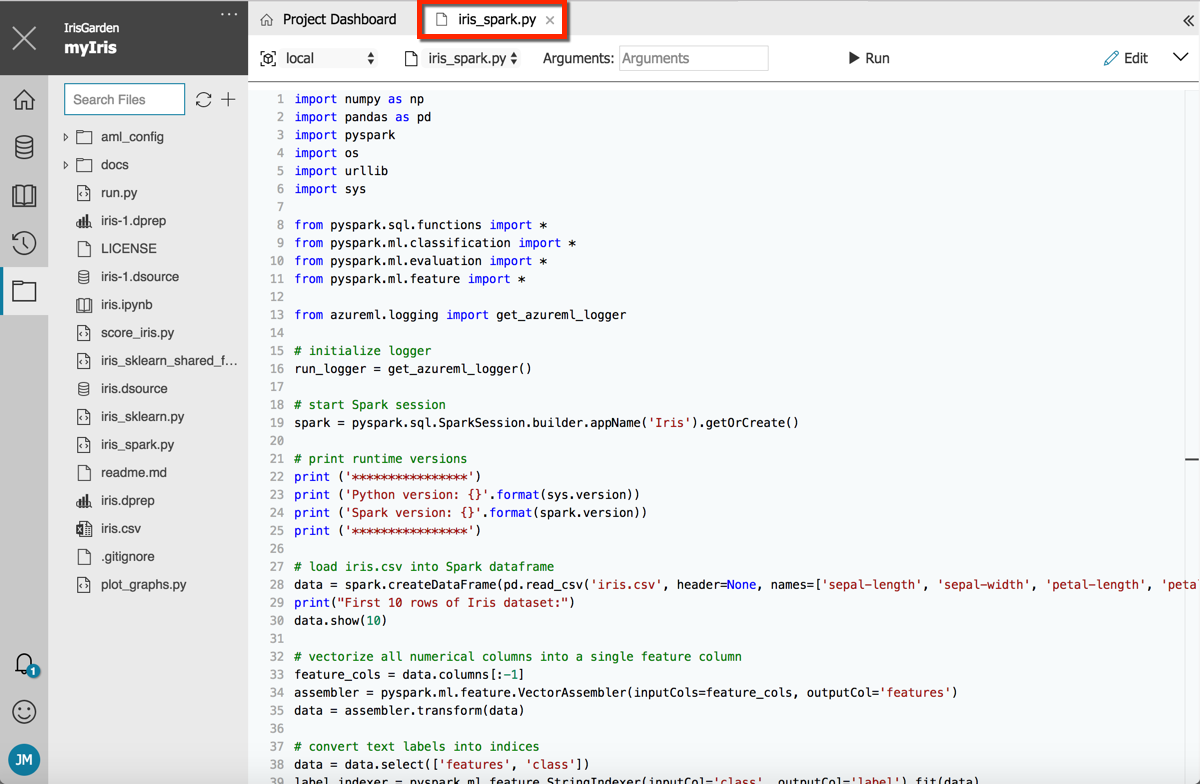 IrisGarden
myIris
Project Dashboard
iris_spark.py
local
iris_spark.py
Arguments:
Arguments
Run
Edit
Search Files
aml_config
docs
run.py
iris-1.dprep
LICENSE
iris-1.dsource
iris.ipynb
score_iris.py
iris_sklearn_shared_f...
iris.dsource
iris_sklearn.py
iris_spark.py
readme.md
iris.dprep
iris.csv
.gitignore
plot_graphs.py
1
JM
1 import numpy as np
2 import pandas as pd
3 import pyspark
4 import os
5 import urllib
6 import sys
7
8 from pyspark.sql.functions import *
9 from pyspark.ml.classification import *
10 from pyspark.ml.evaluation import *
11 from pyspark.ml.feature import *
12
13 from azureml.logging import get_azureml_logger
14
15 # initialize logger
16 run_logger = get_azureml_logger()
17
18 # start Spark session
19 spark = pyspark.sql.SparkSession.builder.appName('Iris').getOrCreate()
20
21 # print runtime versions
22 print ('****************')
23 print ('Python version: {}'.format(sys.version))
24 print ('Spark version: {}'.format(spark.version))
25 print ('****************')
26
27 # load iris.csv into Spark dataframe
28 data = spark.createDataFrame(pd.read_csv('iris.csv', header=None, names=['sepal-length', 'sepal-width', 'petal-length', 'peta
29 print("First 10 rows of Iris dataset:")
30 data.show(10)
31
32 # vectorize all numerical columns into a single feature column
33 feature_cols = data.columns[:-1]
34 assembler = pyspark.ml.feature.VectorAssembler(inputCols=feature_cols, outputCol='features')
35 data = assembler.transform(data)
36
37 # convert text labels into indices
38 data = data.select(['features', 'class'])
39 label_indexer = pyspark.ml.feature.StringIndexer(inputCol='class', outputCol='label').fit(data)